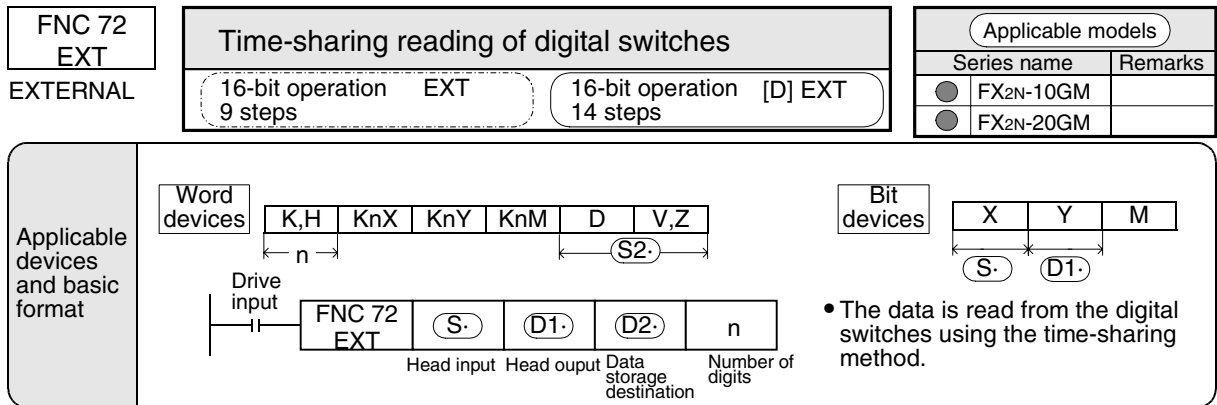 FNC 72
EXT
EXTERNAL
Time-sharing reading of digital switches
16-bit operation EXT
9 steps
16-bit operation [D] EXT
14 steps
Applicable models
Series name Remarks
FX2N-10GM
FX2N-20GM
Applicable
devices
and basic
format
Word
devices
K,H KnX KnY KnM D V,Z
n
S2·
Drive
input
FNC 72
EXT
S· D1· D2· n
Head input Head ouput Data
storage
destination
Number of
digits
Bit
devices
X Y M
S· D1·
• The data is read from the digital
switches using the time-sharing
method.